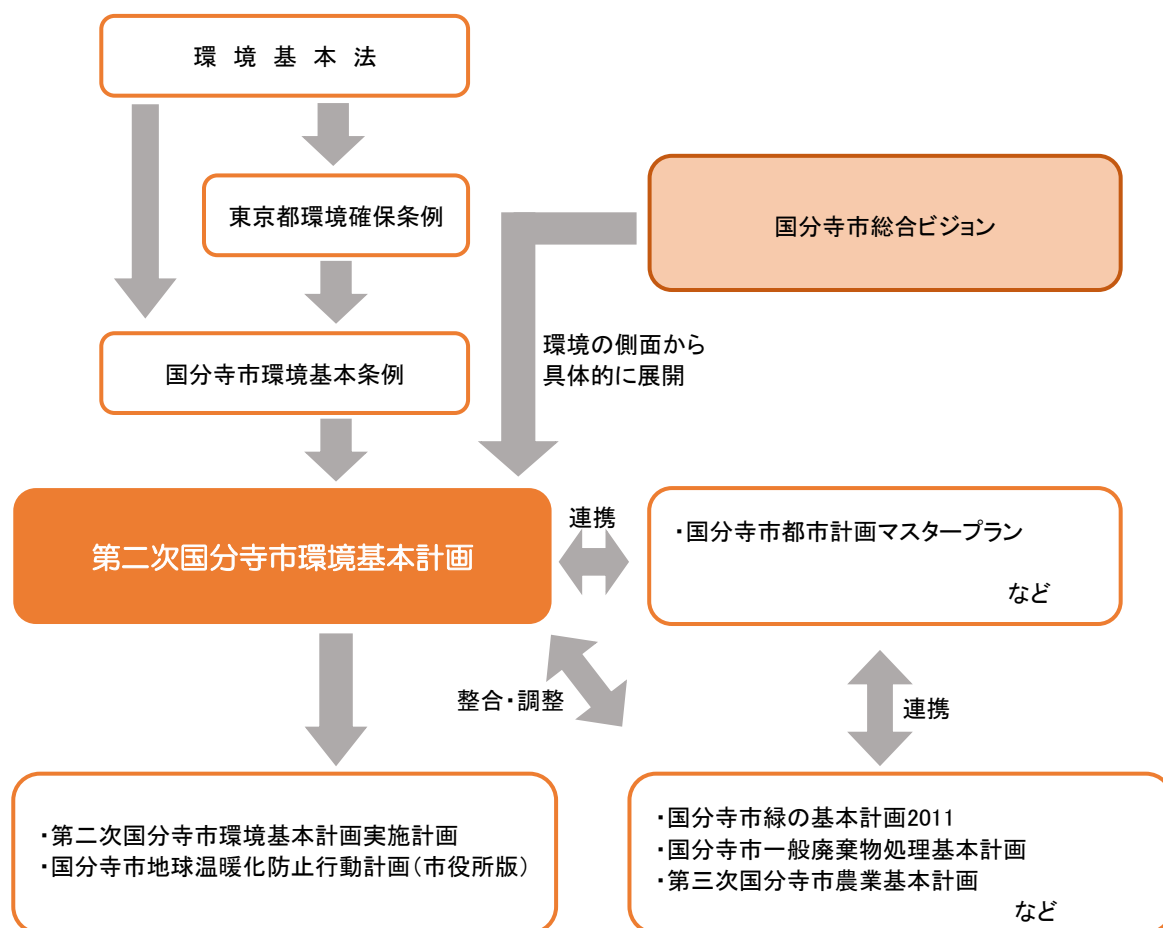 環 境 基 本 法
東京都環境確保条例
国分寺市総合ビジョン
国分寺市環境基本条例
環境の側面から
具体的に展開
第二次国分寺市環境基本計画
連携
・国分寺市都市計画マスタープラン
など
整合・調整
連携
・第二次国分寺市環境基本計画実施計画
・国分寺市地球温暖化防止行動計画（市役所版）
・国分寺市緑の基本計画2011
・国分寺市一般廃棄物処理基本計画
・第三次国分寺市農業基本計画
など